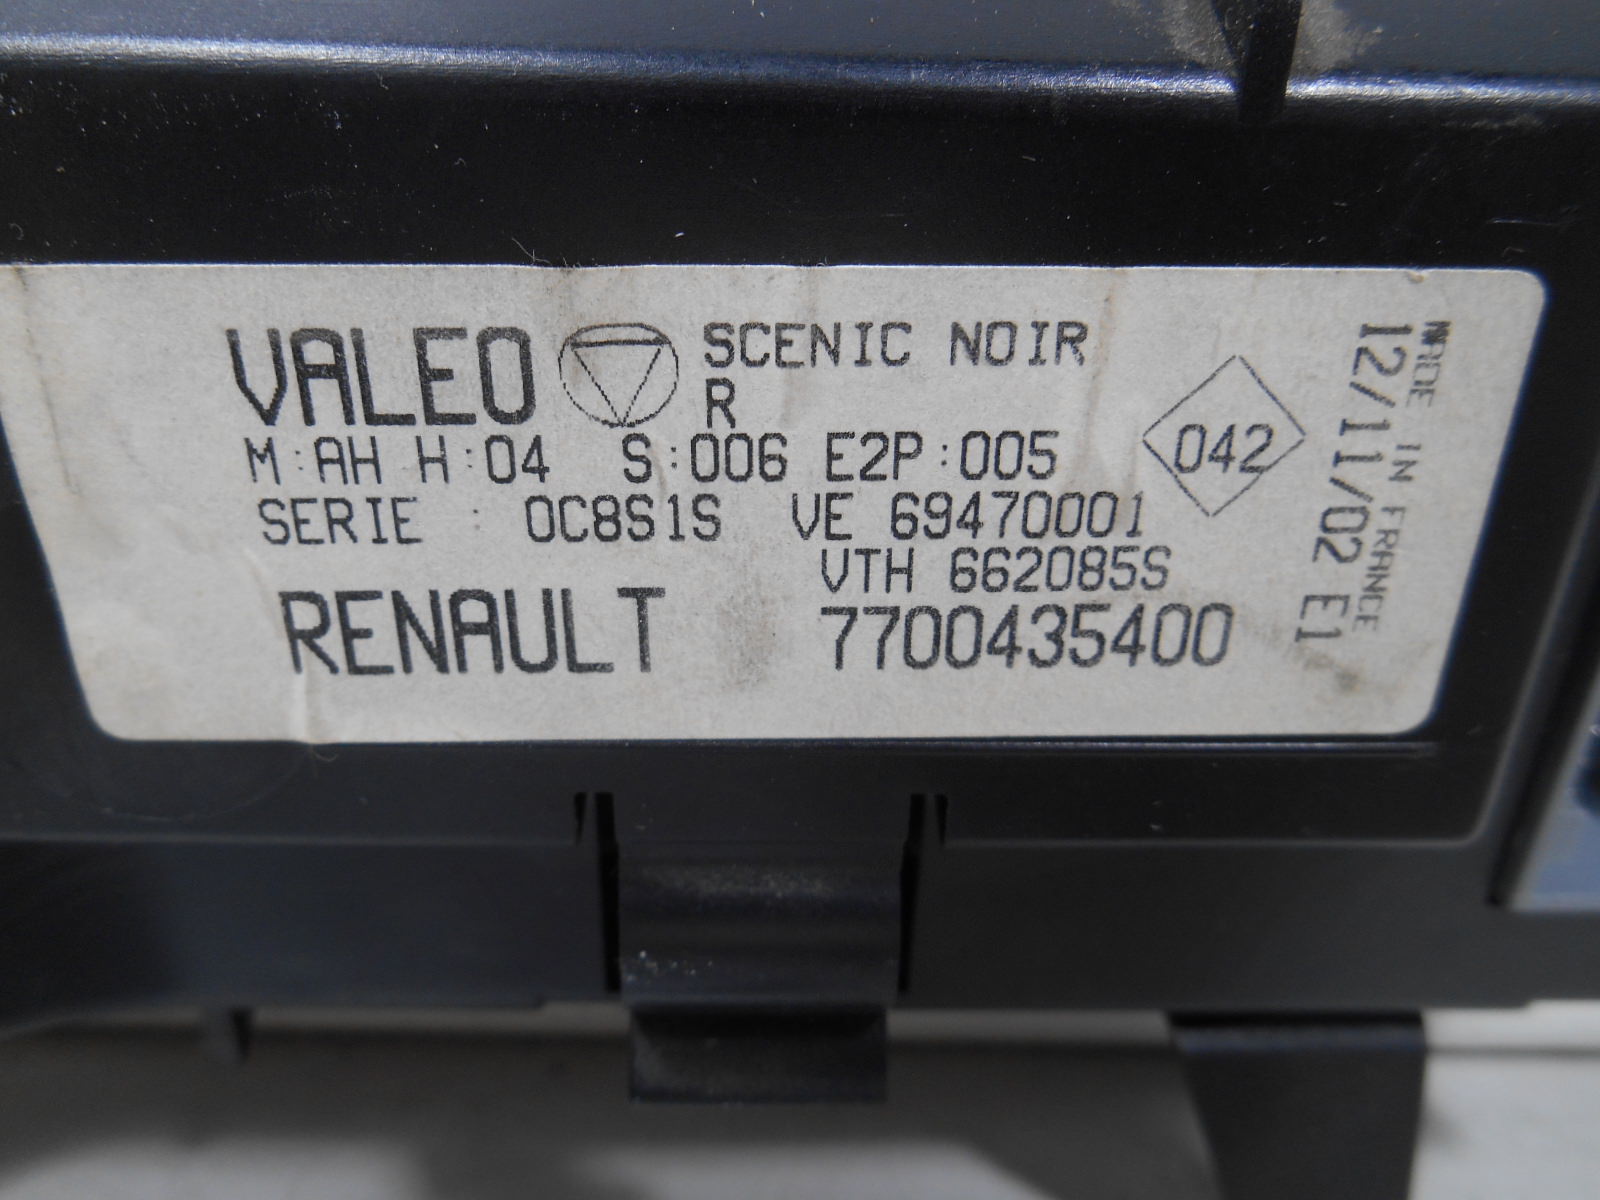 VALEO
SCENIC NOIR
R
M:AH H:04 S:006 E2P:005
SERIE : 0C8S1S VE 69470001
VTH 662085S
RENAULT 7700435400
042
MADE IN FRANCE
12/11/02 E1